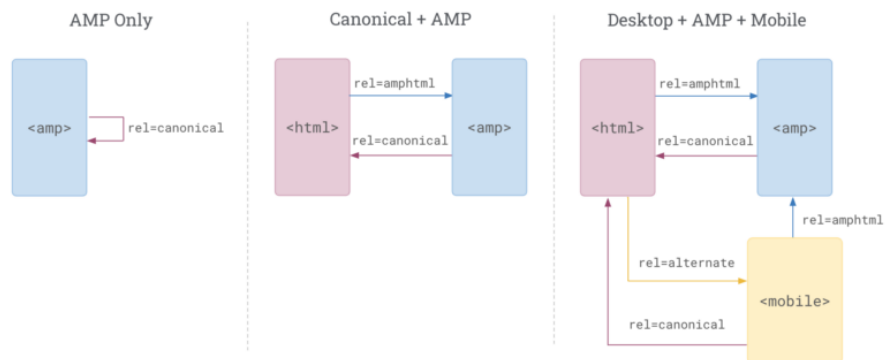 AMP Only
<amp>
rel=canonical
Canonical + AMP
<html>
rel=amphtml
rel=canonical
<amp>
Desktop + AMP + Mobile
<html>
rel=amphtml
rel=canonical
<amp>
rel=amphtml
rel=alternate
<mobile>
rel=canonical